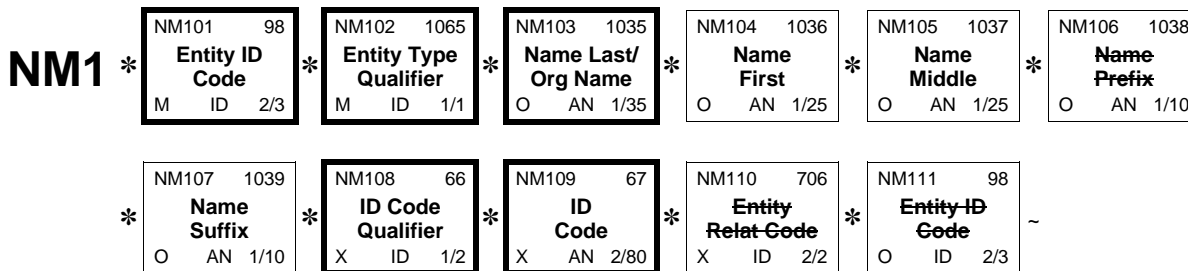 NM101 98 NM102 1065 NM103 1035 NM104 1036 NM105 1037 NM106 1038
NM1 * Entity ID Code * Entity Type Qualifier * Name Last/ Org Name * Name First * Name Middle * Name Prefix
M ID 2/3 M ID 1/1 O AN 1/35 O AN 1/25 O AN 1/25 O AN 1/10
NM107 1039 NM108 66 NM109 67 NM110 706 NM111 98
* Name Suffix * ID Code Qualifier * ID Code * Entity Relat Code * Entity ID Code ~
O AN 1/10 X ID 1/2 X AN 2/80 X ID 2/2 O ID 2/3